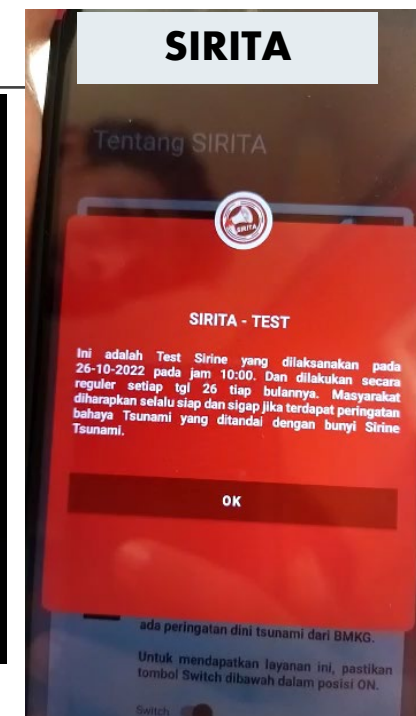 SIRITA
Tentang SIRITA
SIRITA
SIRITA - TEST
Ini adalah Test Sirine yang dilaksanakan pada
26-10-2022 pada jam 10:00. Dan dilakukan secara
reguler setiap tgl 26 tiap bulannya. Masyarakat
diharapkan selalu siap dan sigap jika terdapat peringatan
bahaya Tsunami yang ditandai dengan bunyi Sirine
Tsunami.
OK
ada peringatan dini tsunami dari BMKG.
Untuk mendapatkan layanan ini, pastikan
tombol Switch dibawah dalam posisi ON.
Switch